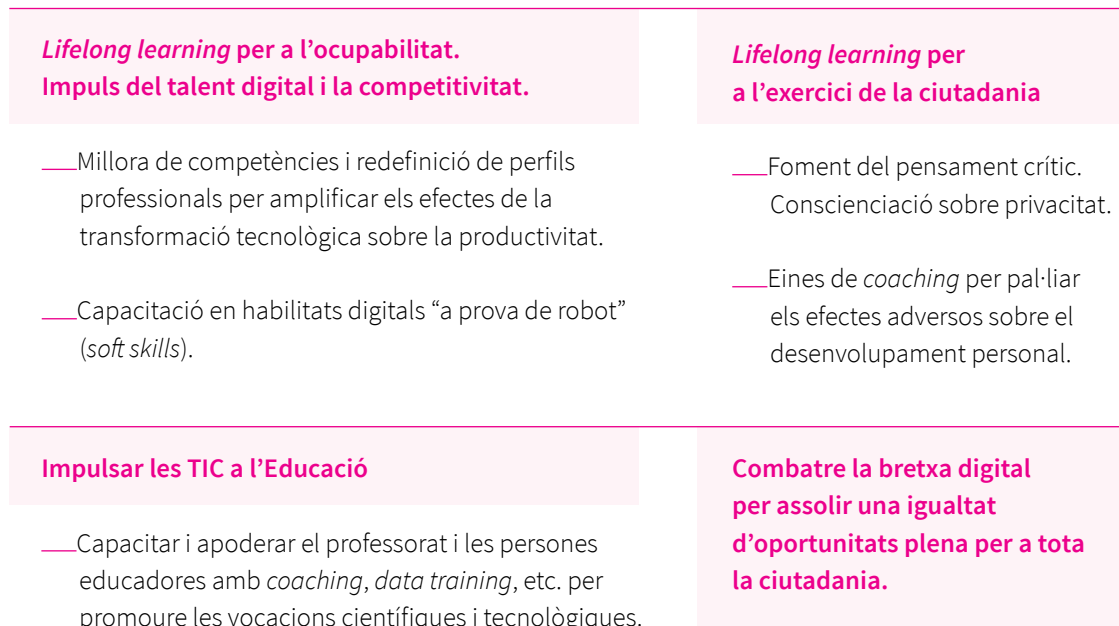 Lifelong learning per a l’ocupabilitat.
Impuls del talent digital i la competitivitat.
Millora de competències i redefinició de perfils
professionals per amplificar els efectes de la
transformació tecnològica sobre la productivitat.
Capacitació en habilitats digitals “a prova de robot”
(soft skills).
Lifelong learning per
a l’exercici de la ciutadania
Foment del pensament crític.
Conscienciació sobre privacitat.
Eines de coaching per pal·liar
els efectes adversos sobre el
desenvolupament personal.
Impulsar les TIC a l’Educació
Capacitar i apoderar el professorat i les persones
educadores amb coaching, data training, etc. per
promoure les vocacions científiques i tecnològiques.
Combatre la bretxa digital
per assolir una igualtat
d’oportunitats plena per a tota
la ciutadania.